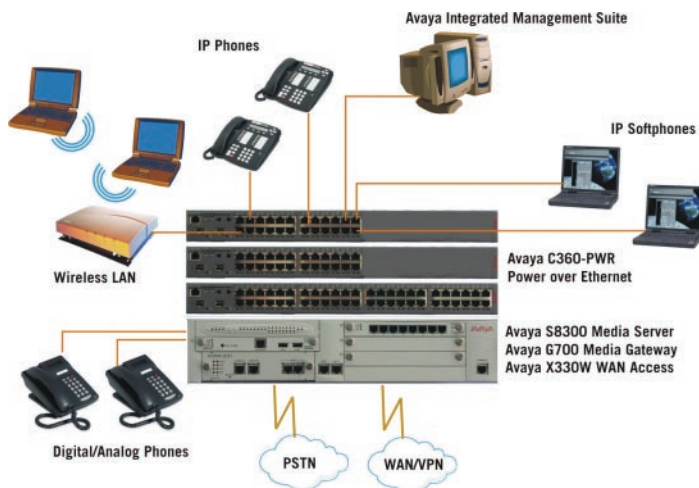 Avaya Integrated Management Suite
IP Phones
IP Softphones
Wireless LAN
Avaya C360-PWR
Power over Ethernet
Avaya S8300 Media Server
Avaya G700 Media Gateway
Avaya X330W WAN Access
AVAYA
Digital/Analog Phones
PSTN
WAN/VPN